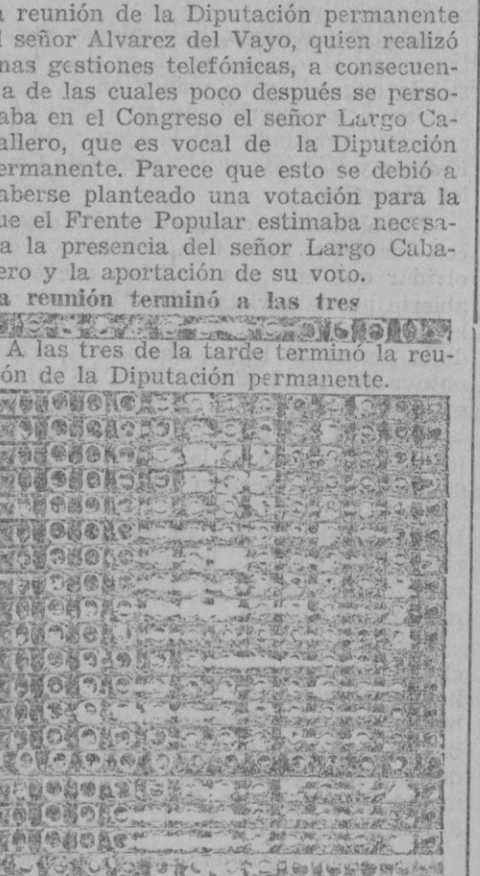 a reunión de la Diputación permanente
l señor Alvarez del Vayo, quien realizó
nas gestiones telefónicas, a consecuen-
ia de las cuales poco después se perso-
aba en el Congreso el señor Largo Ca-
allero, que es vocal de la Diputación
ermanente. Parece que esto se debió a
aberse planteado una votación para la
ue el Frente Popular estimaba necesa-
a la presencia del señor Largo Caba-
ero y la aportación de su voto.
a reunión terminó a las tres
A las tres de la tarde terminó la reu-
ón de la Diputación permanente.